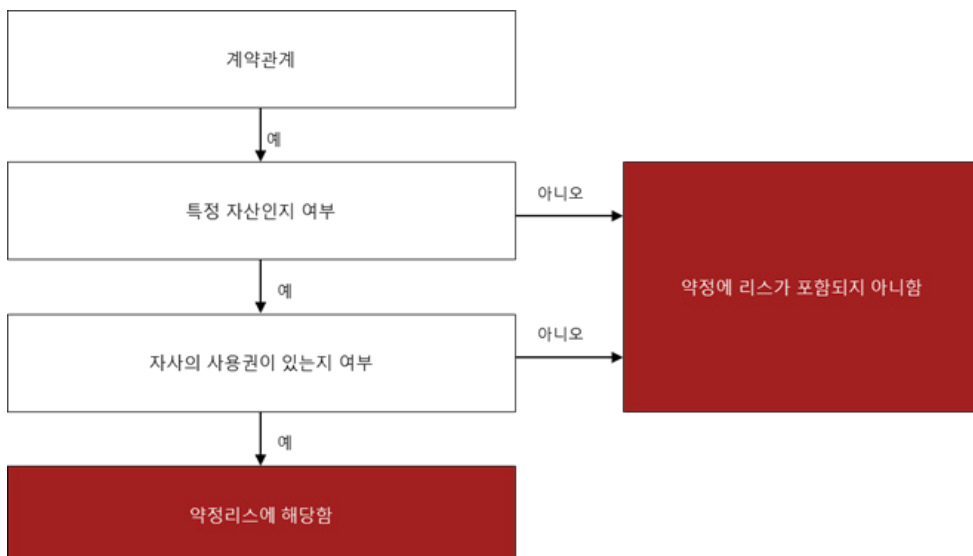 계약관계
예
특정 자산인지 여부
아니오
약정에 리스가 포함되지 아니함
예
자사의 사용권이 있는지 여부
아니오
예
약정리스에 해당함